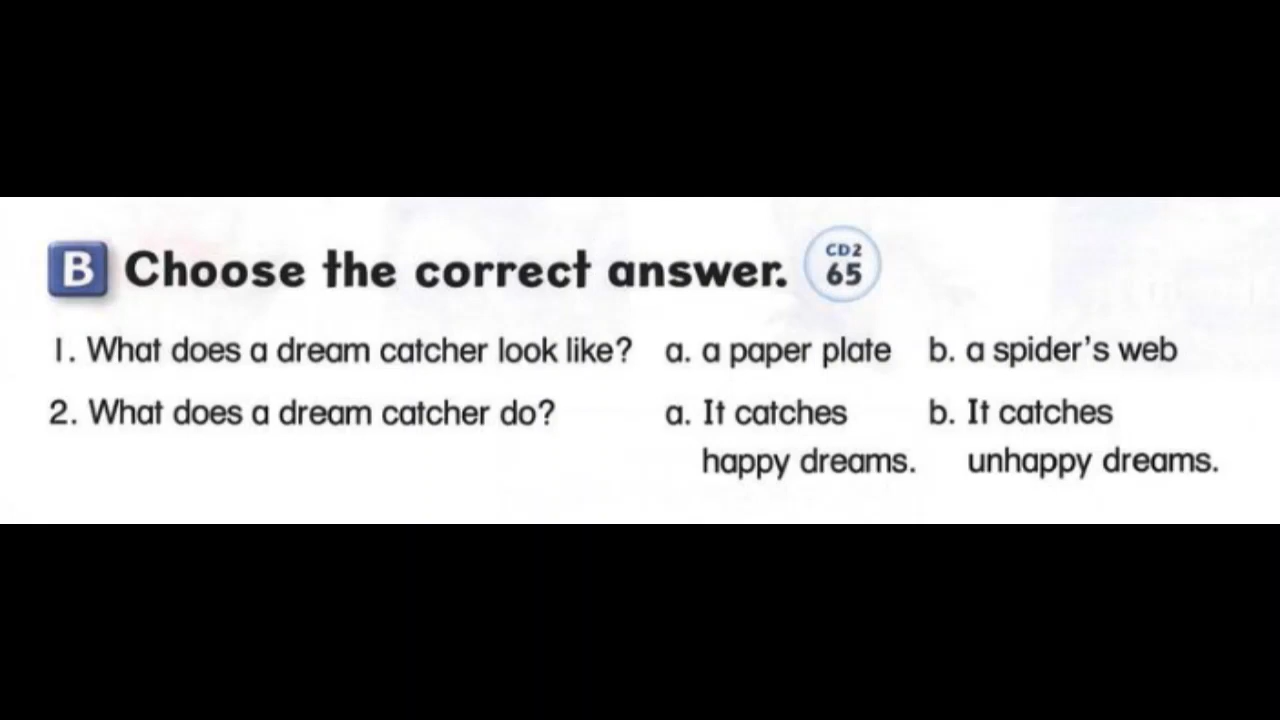 B Choose the correct answer. CD2 65
1. What does a dream catcher look like? a. a paper plate b. a spider's web
2. What does a dream catcher do? a. It catches b. It catches
happy dreams. unhappy dreams.